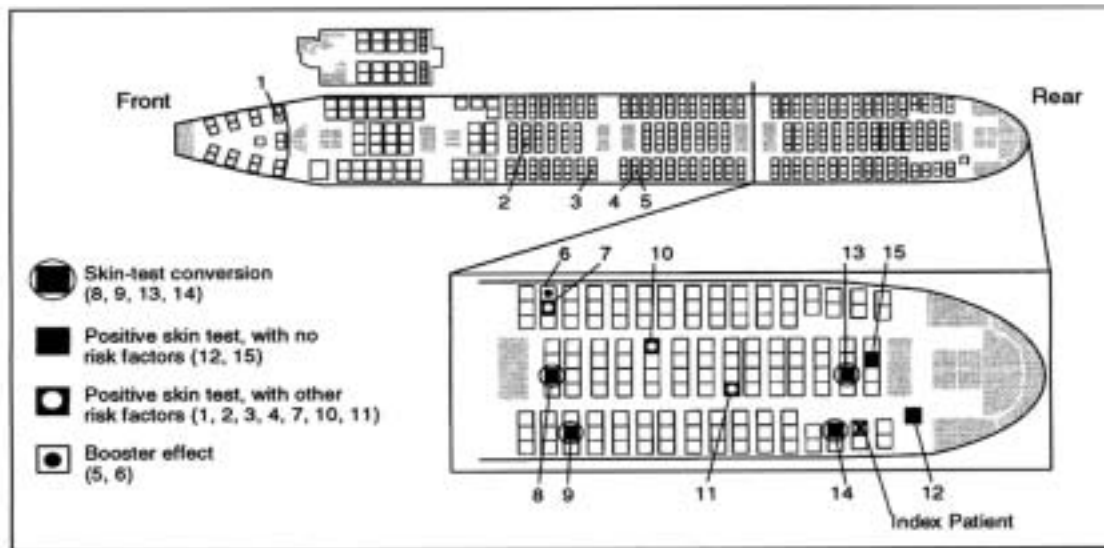 1
Front
Rear
2
3
4
5
6
7
10
13
15
Skin-test conversion
(8, 9, 13, 14)
Positive skin test, with no
risk factors (12, 15)
Positive skin test, with other
risk factors (1, 2, 3, 4, 7, 10, 11)
Booster effect
(5, 6)
8
9
11
14
12
Index Patient